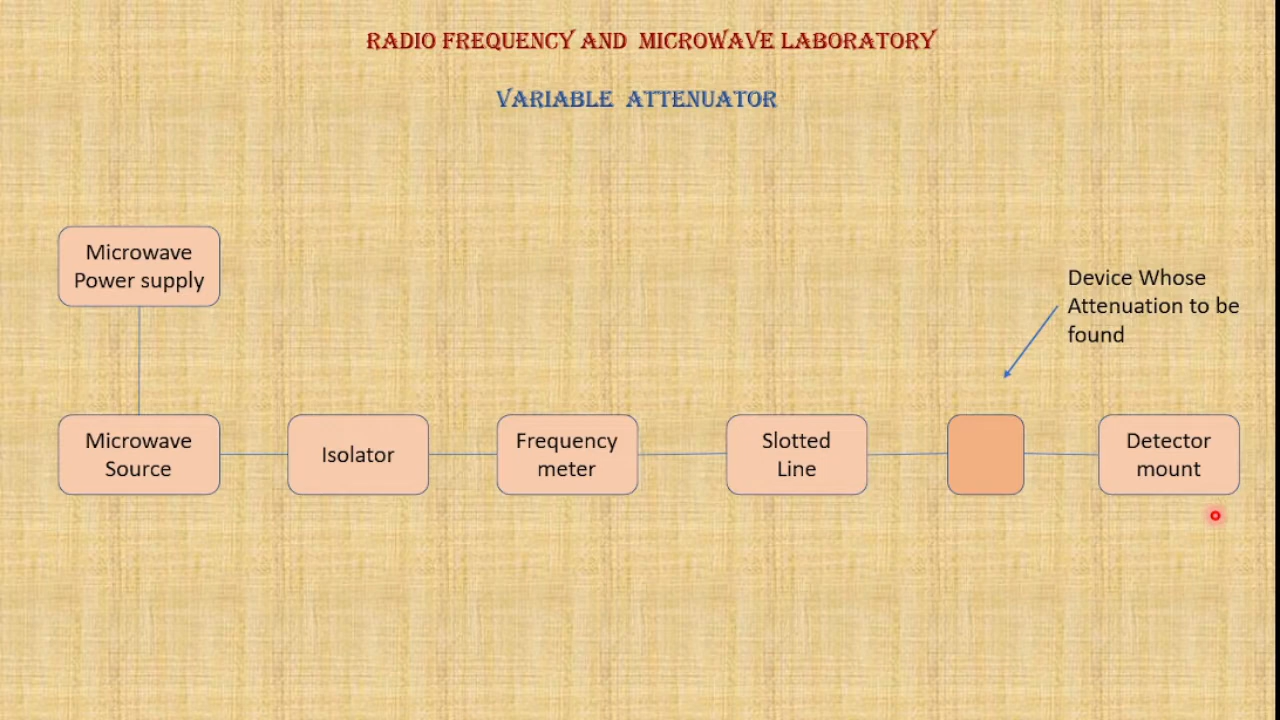 RADIO FREQUENCY AND MICROWAVE LABORATORY
VARIABLE ATTENUATOR
Microwave
Power supply
Device Whose
Attenuation to be
found
Microwave
Source
Isolator
Frequency
meter
Slotted
Line
Detector
mount